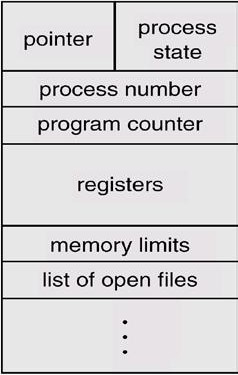 pointer
process
state
process number
program counter
registers
memory limits
list of open files